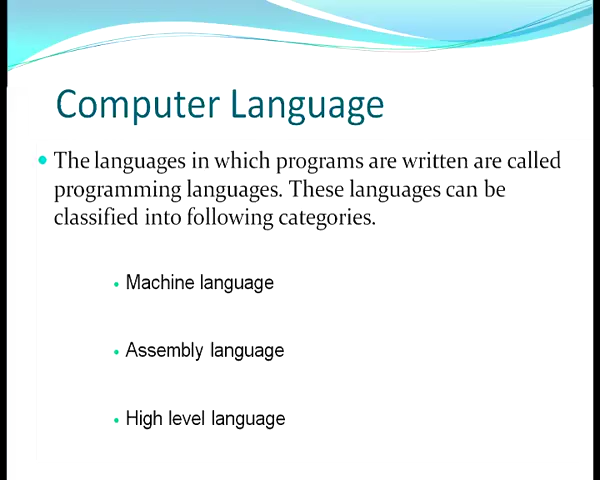 Computer Language
• The languages in which programs are written are called
programming languages. These languages can be
classified into following categories.
• Machine language
• Assembly language
• High level language